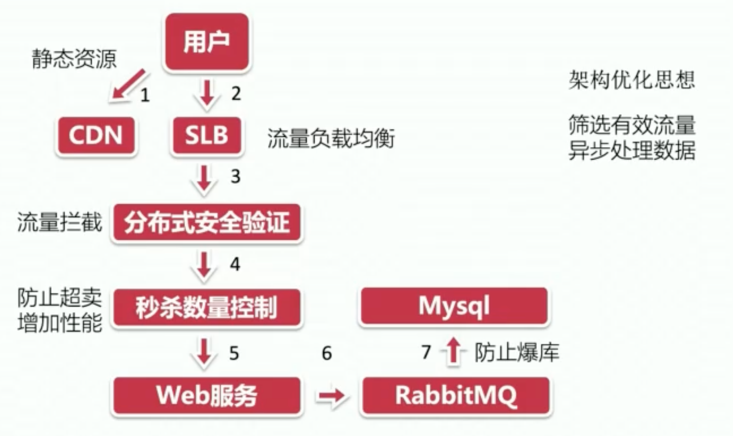 用户
静态资源
1
2
CDN
SLB
流量负载均衡
架构优化思想
筛选有效流量
异步处理数据
3
流量拦截
分布式安全验证
4
防止超卖
增加性能
秒杀数量控制
Mysql
5
6
7
防止爆库
Web服务
RabbitMQ